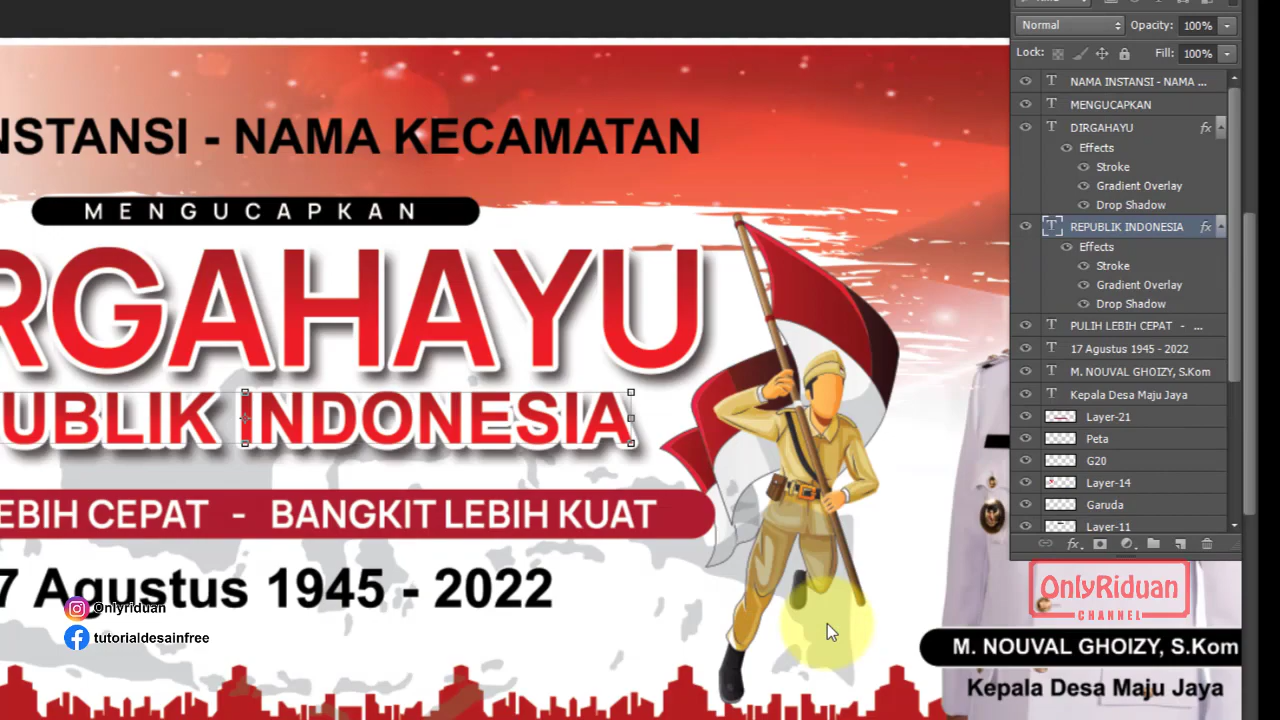 Normal Opacity: 100%
Lock: Fill: 100%
NAMA INSTANSI - NAMA ...
MENGUCAPKAN
DIRGAHAYU fx
Effects
Stroke
Gradient Overlay
Drop Shadow
REPUBLIK INDONESIA fx
Effects
Stroke
Gradient Overlay
Drop Shadow
PULIH LEBIH CEPAT - ...
17 Agustus 1945 - 2022
M. NOUVAL GHOIZY, S.Kom
Kepala Desa Maju Jaya
Layer-21
Peta
G20
Layer-14
Garuda
Layer-11
fx
NSTANSI - NAMA KECAMATAN
MENGUCAPKAN
RGAHAYU
PUBLIK INDONESIA
EBIH CEPAT - BANGKIT LEBIH KUAT
7 Agustus 1945 - 2022
Onlyriduan
tutorialdesainfree
OnlyRiduan
CHANNEL
M. NOUVAL GHOIZY, S.Kom
Kepala Desa Maju Jaya